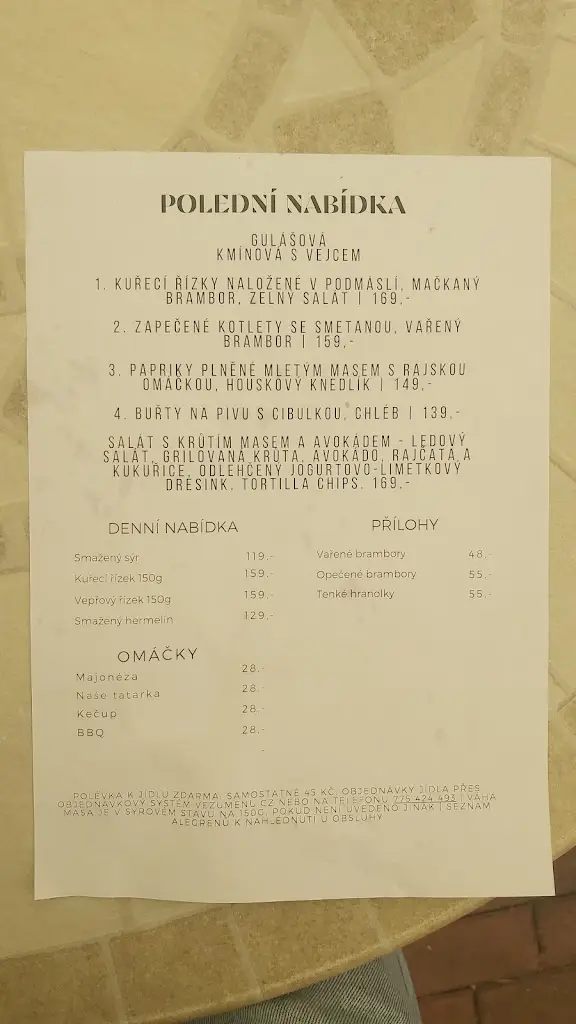 POLEDNÍ NABÍDKA
GULÁŠOVÁ
KMÍNOVÁ S VEJCEM
1. KUŘECÍ ŘÍZKY NALOŽENÉ V PODMÁSLÍ, MAČKANÝ
BRAMBOR, ZELNÝ SALÁT | 169,-
2. ZAPEČENÉ KOTLETY SE SMETANOU, VAŘENÝ
BRAMBOR | 159,-
3. PAPRIKY PLNĚNÉ MLETÝM MASEM S RAJSKOU
OMÁČKOU, HOUSKOVÝ KNEDLÍK | 149,-
4. BUŘTY NA PIVU S CIBULKOU, CHLÉB | 139,-
SALÁT S KRŮTÍM MASEM A AVOKÁDEM - LEDOVÝ
SALÁT, GRILOVANÁ KRŮTA, AVOKÁDO, RAJČATA A
KUKUŘICE, ODLEHČENÝ JOGURTOVO-LIMETKOVÝ
DRESINK, TORTILLA CHIPS. 169,-
DENNÍ NABÍDKA
Smažený sýr 119,-
Kuřecí řízek 150g 159,-
Vepřový řízek 150g 159,-
Smažený hermelín 129,-
PŘÍLOHY
Vařené brambory 48,-
Opečené brambory 55,-
Tenké hranolky 55,-
OMÁČKY
Majonéza 28,-
Naše tatarka 28,-
Kečup 28,-
BBQ 28,-
-
POLÉVKA K JÍDLU ZDARMA, SAMOSTATNĚ 45 KČ, OBJEDNÁVKY JÍDLA PŘES
OBJEDNÁVKOVÝ SYSTÉM VEZUMENU.CZ NEBO NA TELEFONU 775 424 493 | VÁHA
MASA JE V SYROVÉM STAVU NA 150G, POKUD NENÍ UVEDENO JINAK | SEZNAM
ALERGENŮ K NAHLÉDNUTÍ U OBSLUHY